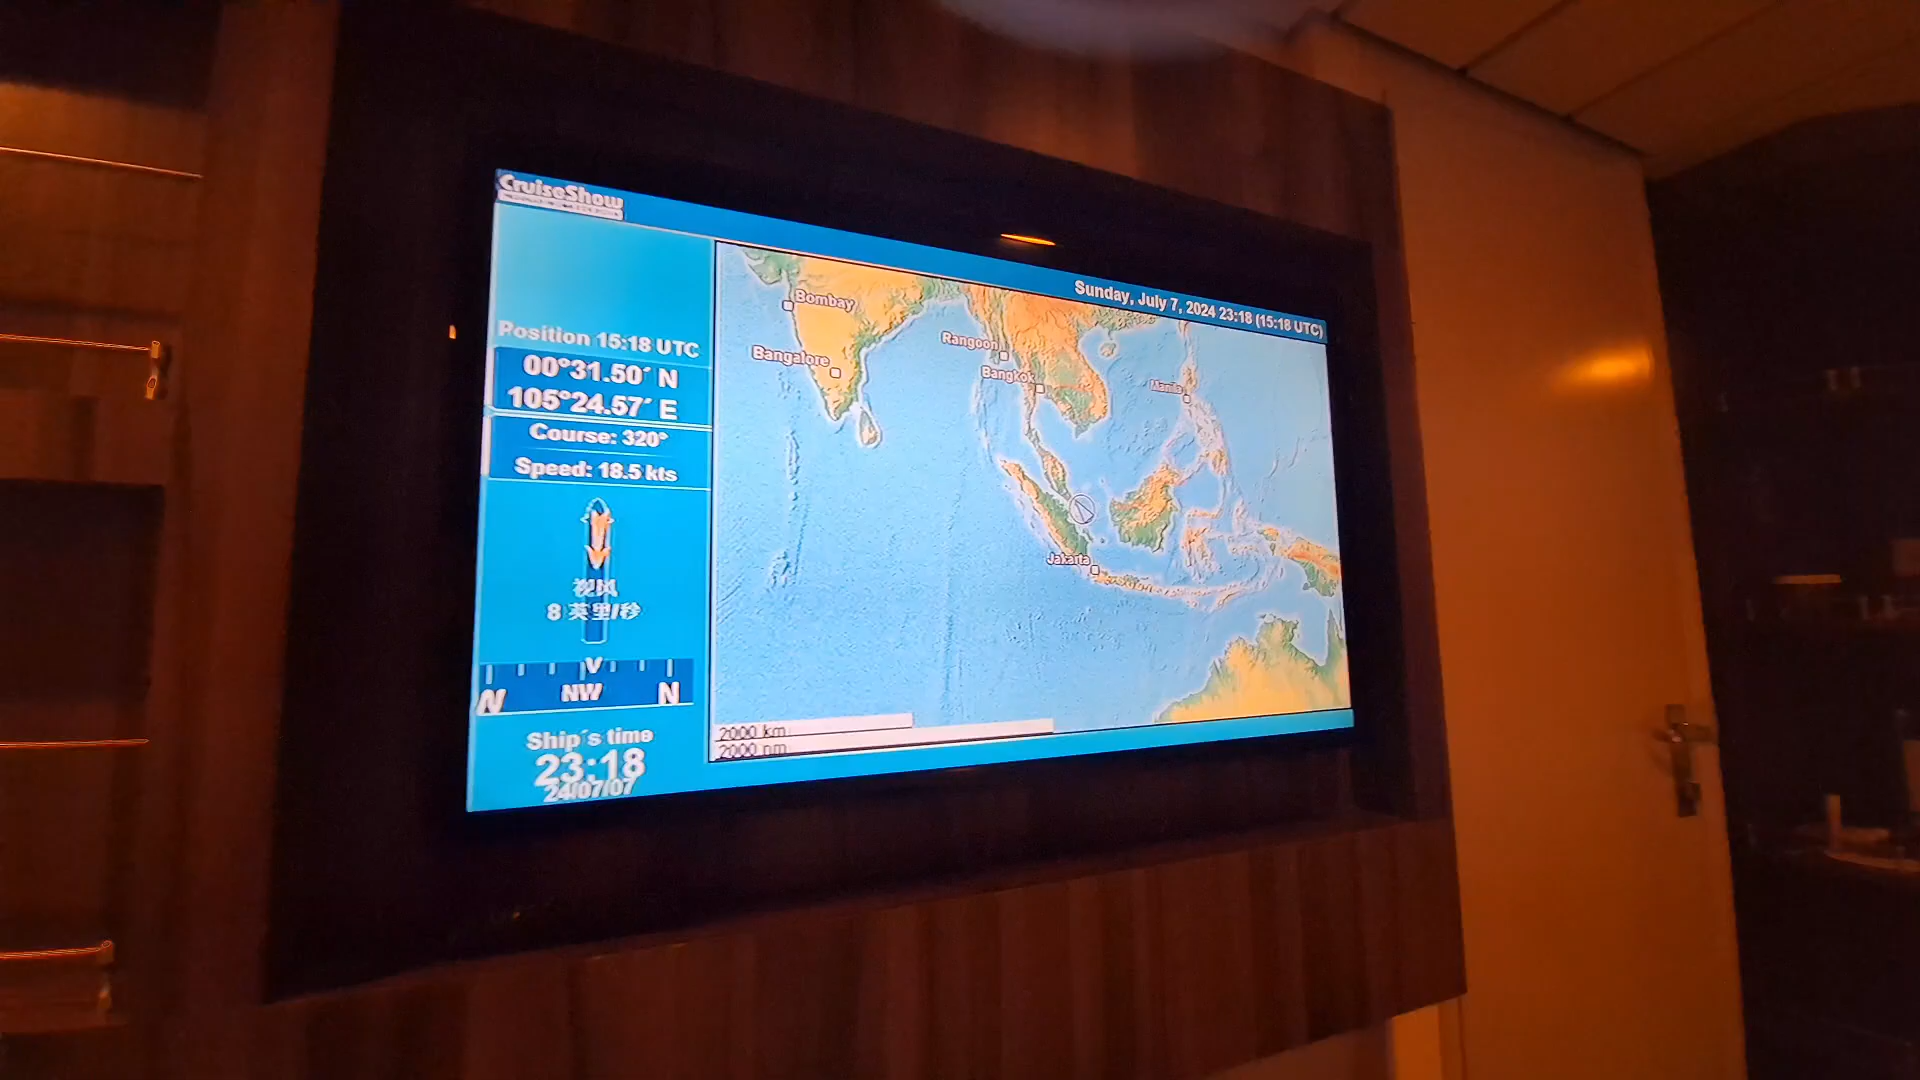 CruiseShow
Sunday, July 7, 2024 23:18 (15:18 UTC)
Position 15:18 UTC
00°31.50´ N
105°24.57´ E
Course: 320°
Speed: 18.5 kts
视风
8 英里/秒
W NW N
Ship´s time
23:18
24/07/07
Bombay
Bangalore
Rangoon
Bangkok
Manila
Jakarta
2000 km
2000 nm